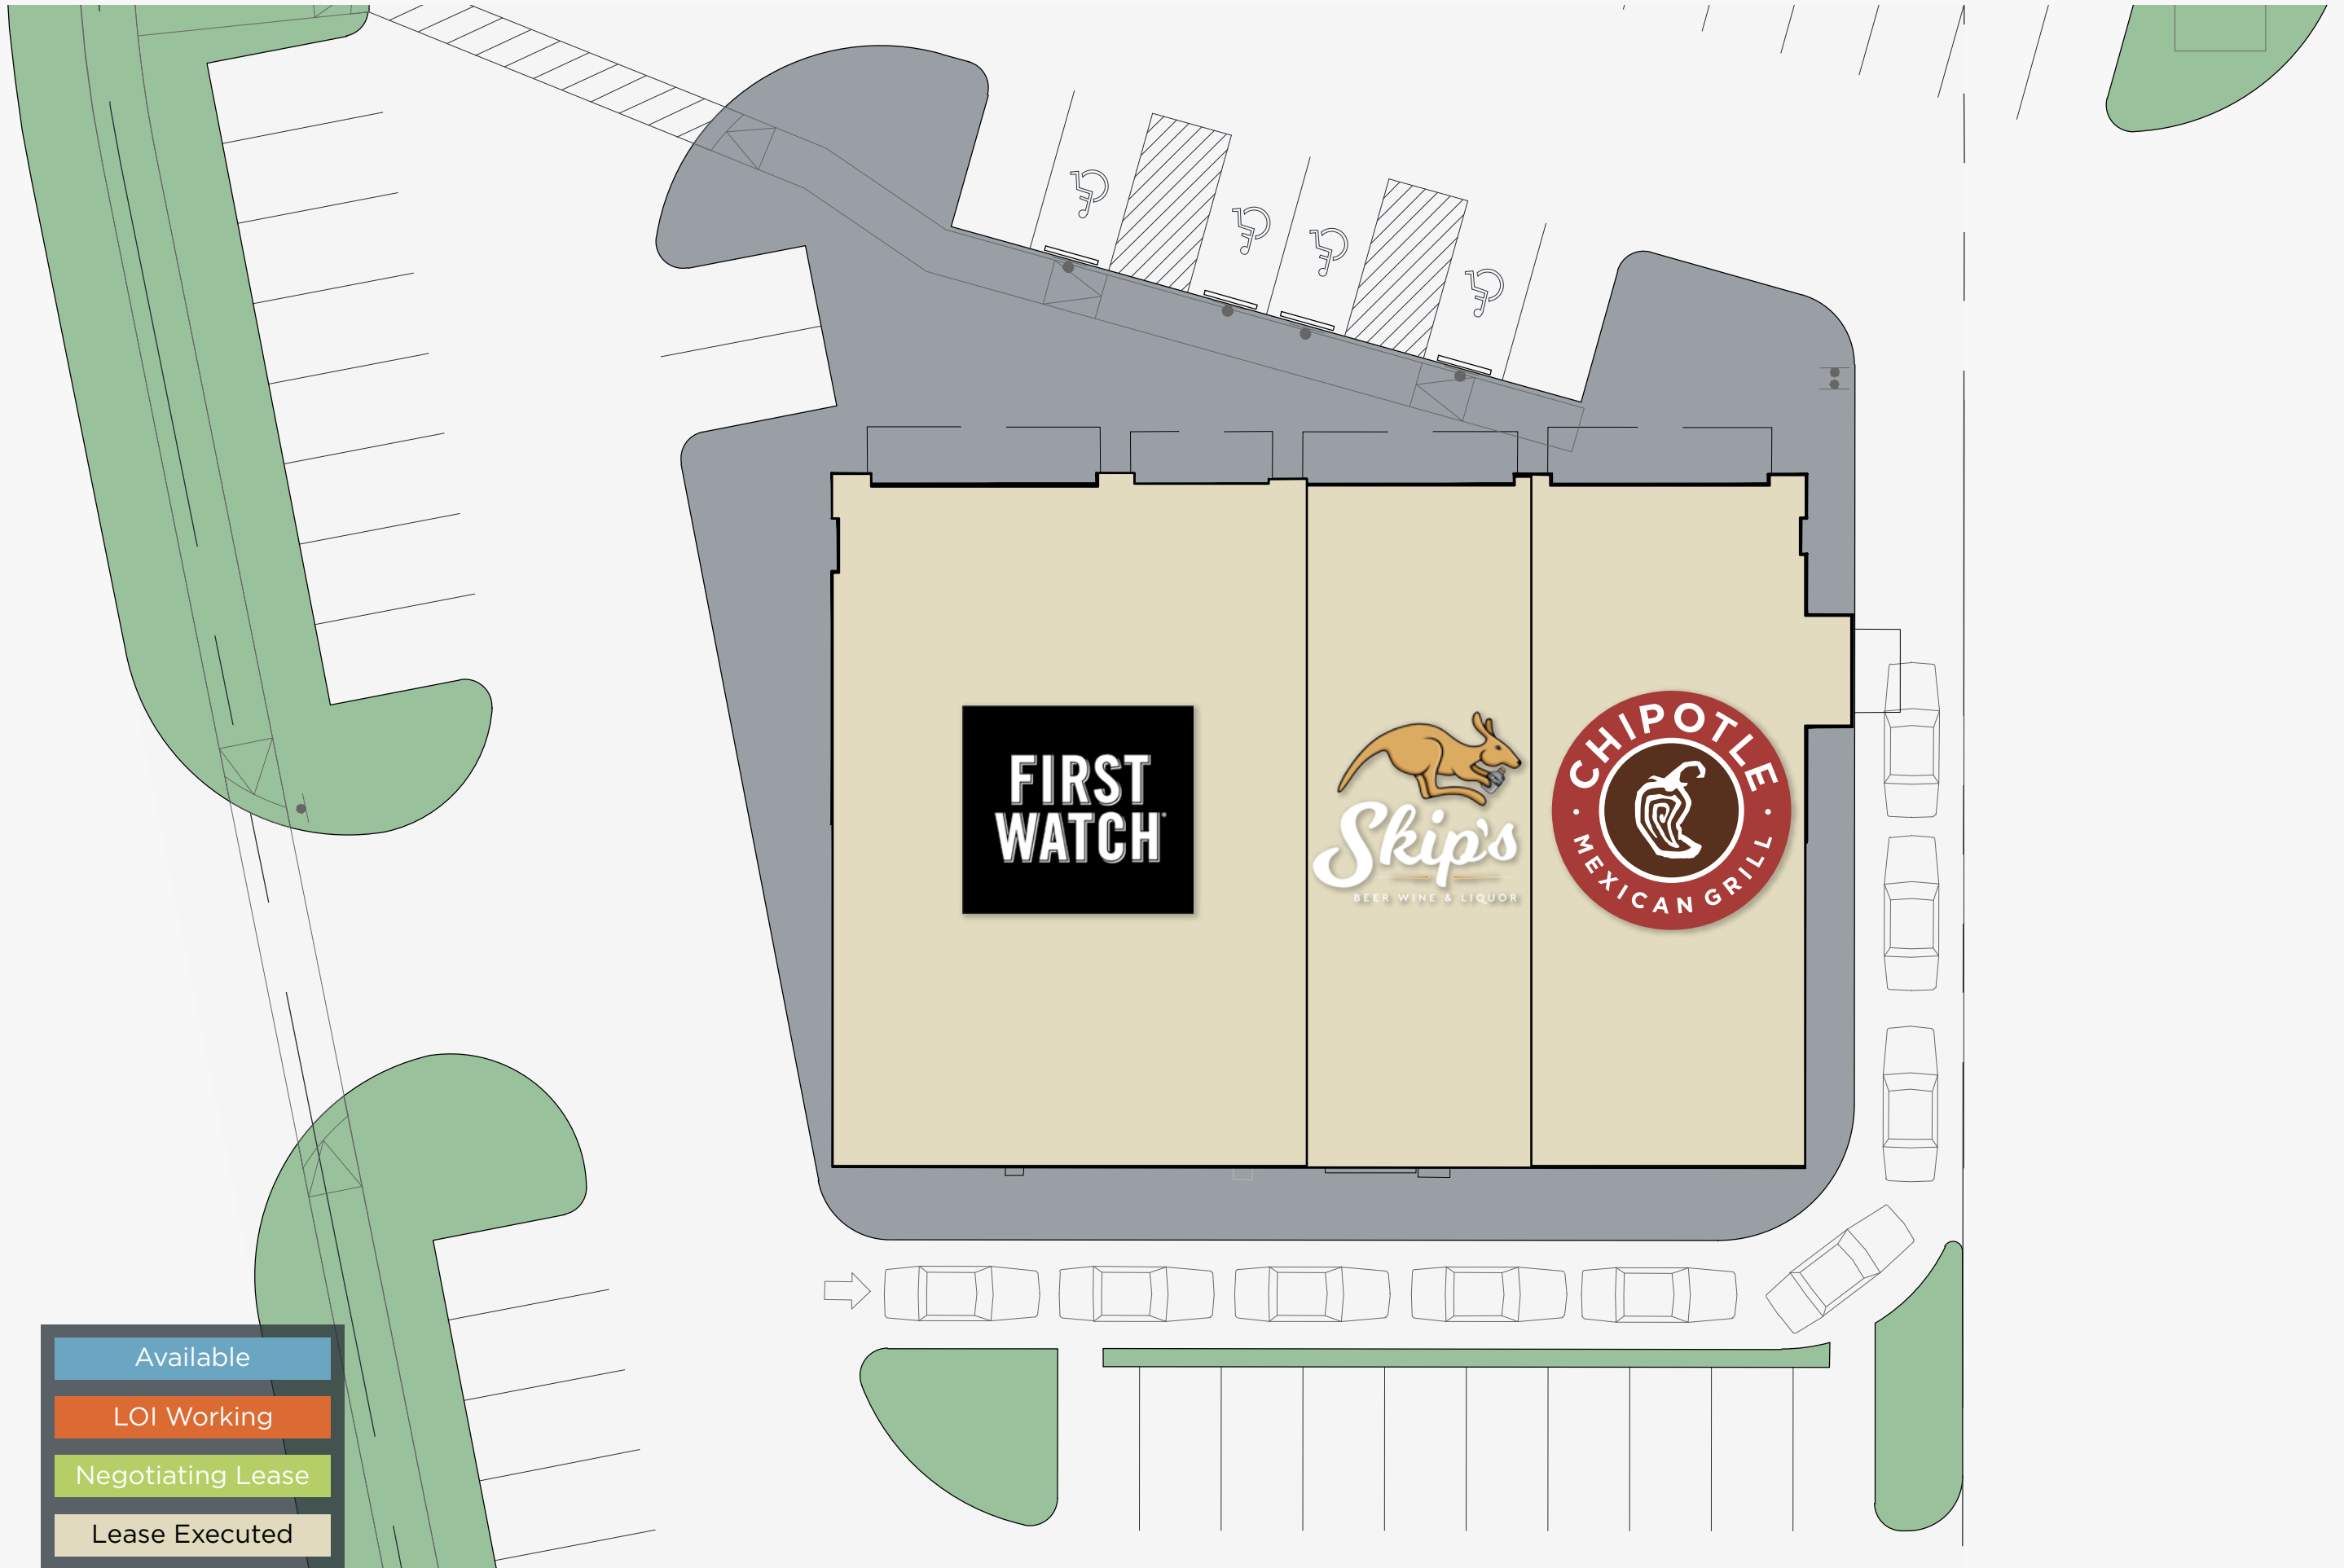 FIRST
WATCH
Skip's
BEER WINE & LIQUOR
CHIPOTLE
MEXICAN GRILL
Available
LOI Working
Negotiating Lease
Lease Executed